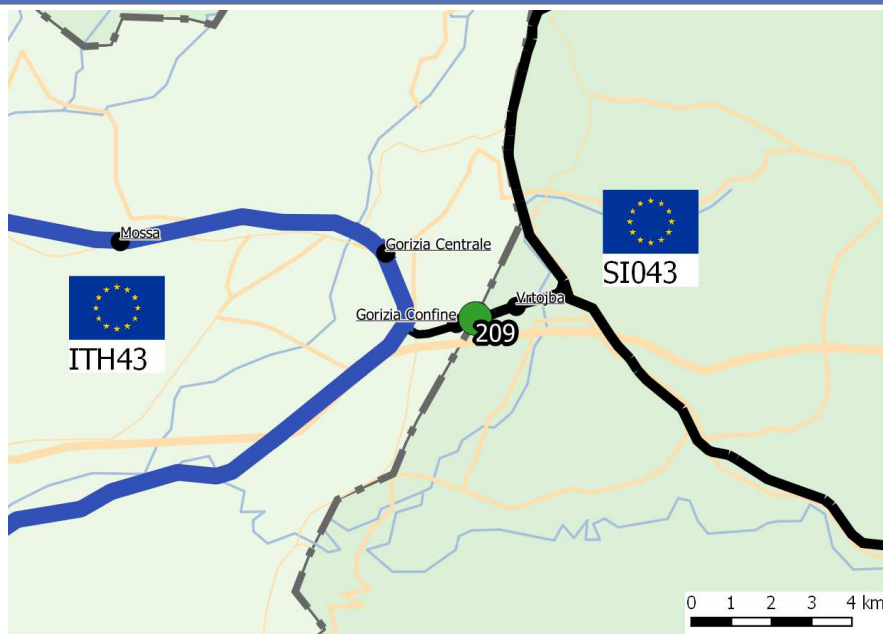 Mossa
Gorizia Centrale
SI043
Vrtojba
Gorizia Confine
209
ITH43
0 1 2 3 4 km